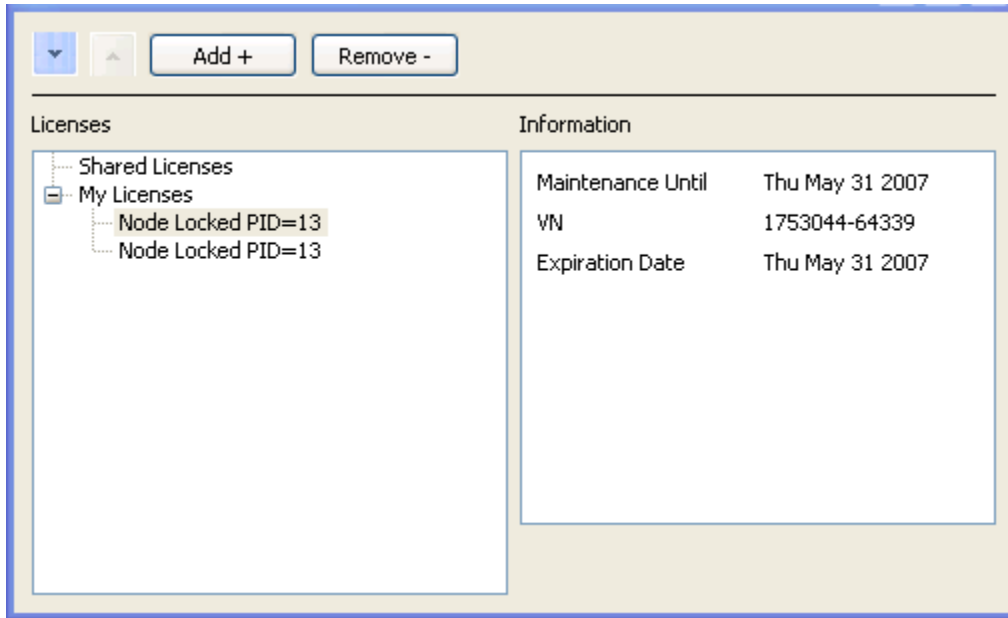 Add +
Remove -
Licenses
Shared Licenses
My Licenses
Node Locked PID=13
Node Locked PID=13
Information
Maintenance Until Thu May 31 2007
VN 1753044-64339
Expiration Date Thu May 31 2007